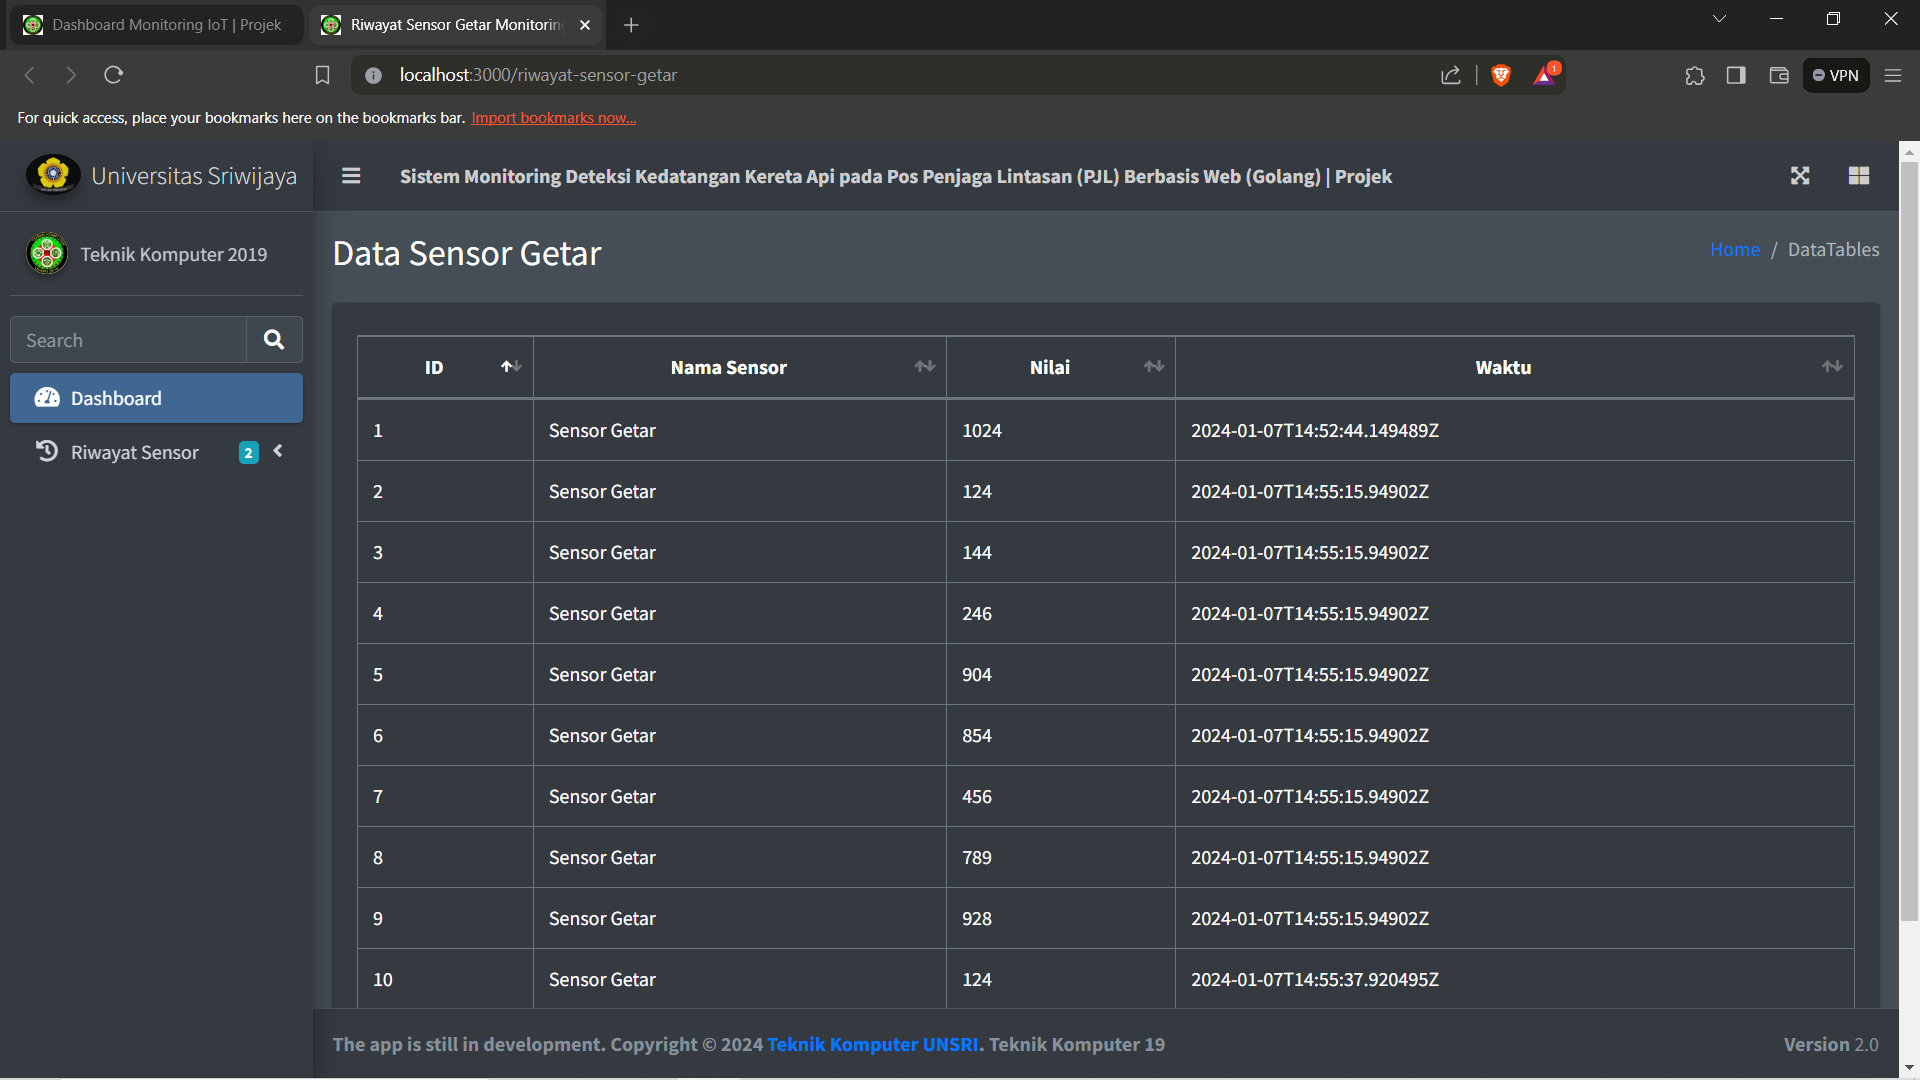 Dashboard Monitoring IoT | Projek
Riwayat Sensor Getar Monitorin
localhost:3000/riwayat-sensor-getar
1
VPN
For quick access, place your bookmarks here on the bookmarks bar. Import bookmarks now...
Universitas Sriwijaya
Sistem Monitoring Deteksi Kedatangan Kereta Api pada Pos Penjaga Lintasan (PJL) Berbasis Web (Golang) | Projek
Teknik Komputer 2019
Search
Dashboard
Riwayat Sensor 2
Data Sensor Getar
Home / DataTables
ID Nama Sensor Nilai Waktu
1 Sensor Getar 1024 2024-01-07T14:52:44.149489Z
2 Sensor Getar 124 2024-01-07T14:55:15.94902Z
3 Sensor Getar 144 2024-01-07T14:55:15.94902Z
4 Sensor Getar 246 2024-01-07T14:55:15.94902Z
5 Sensor Getar 904 2024-01-07T14:55:15.94902Z
6 Sensor Getar 854 2024-01-07T14:55:15.94902Z
7 Sensor Getar 456 2024-01-07T14:55:15.94902Z
8 Sensor Getar 789 2024-01-07T14:55:15.94902Z
9 Sensor Getar 928 2024-01-07T14:55:15.94902Z
10 Sensor Getar 124 2024-01-07T14:55:37.920495Z
The app is still in development. Copyright © 2024 Teknik Komputer UNSRI. Teknik Komputer 19
Version 2.0